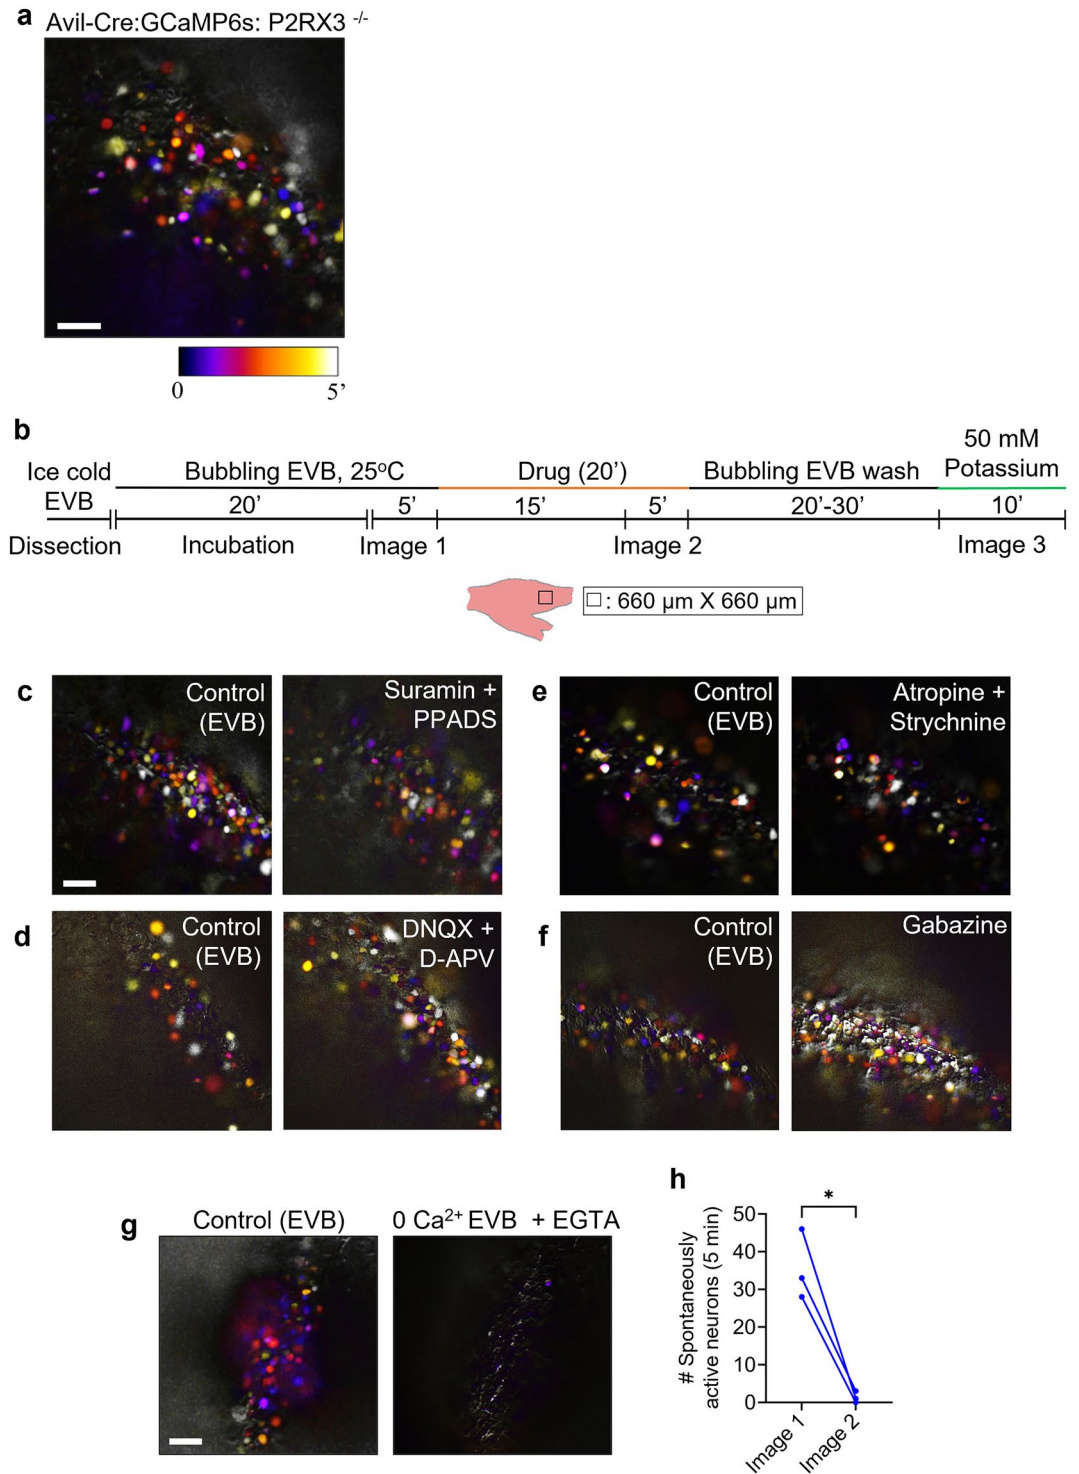 a
Avil-Cre:GCaMP6s: P2RX3 -/-
0
5’
b
Ice cold
EVB
Bubbling EVB, 25oC
Drug (20’)
Bubbling EVB wash
50 mM
Potassium
20’
5’
15’
5’
20’-30’
10’
Dissection
Incubation
Image 1
Image 2
Image 3
: 660 µm X 660 µm
c
Control
(EVB)
Suramin +
PPADS
e
Control
(EVB)
Atropine +
Strychnine
d
Control
(EVB)
DNQX +
D-APV
f
Control
(EVB)
Gabazine
g
Control (EVB)
0 Ca2+ EVB + EGTA
h
*
# Spontaneously
active neurons (5 min)
50
40
30
20
10
0
Image 1
Image 2